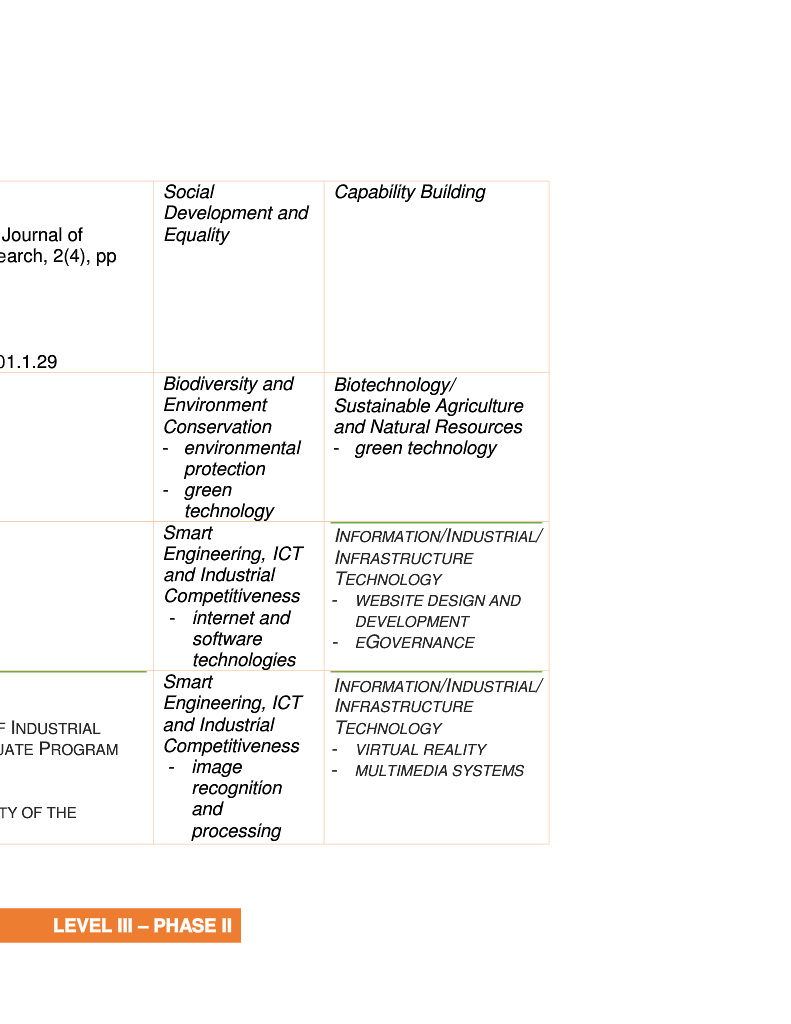 Social
Development and
Equality
Capability Building
Journal of
earch, 2(4), pp
01.1.29
Biodiversity and
Environment
Conservation
- environmental
protection
- green
technology
Biotechnology/
Sustainable Agriculture
and Natural Resources
- green technology
Smart
Engineering, ICT
and Industrial
Competitiveness
- internet and
software
technologies
INFORMATION/INDUSTRIAL/
INFRASTRUCTURE
TECHNOLOGY
- WEBSITE DESIGN AND
DEVELOPMENT
- EGOVERNANCE
F INDUSTRIAL
UATE PROGRAM
TY OF THE
Smart
Engineering, ICT
and Industrial
Competitiveness
- image
recognition
and
processing
INFORMATION/INDUSTRIAL/
INFRASTRUCTURE
TECHNOLOGY
- VIRTUAL REALITY
- MULTIMEDIA SYSTEMS
LEVEL III – PHASE II